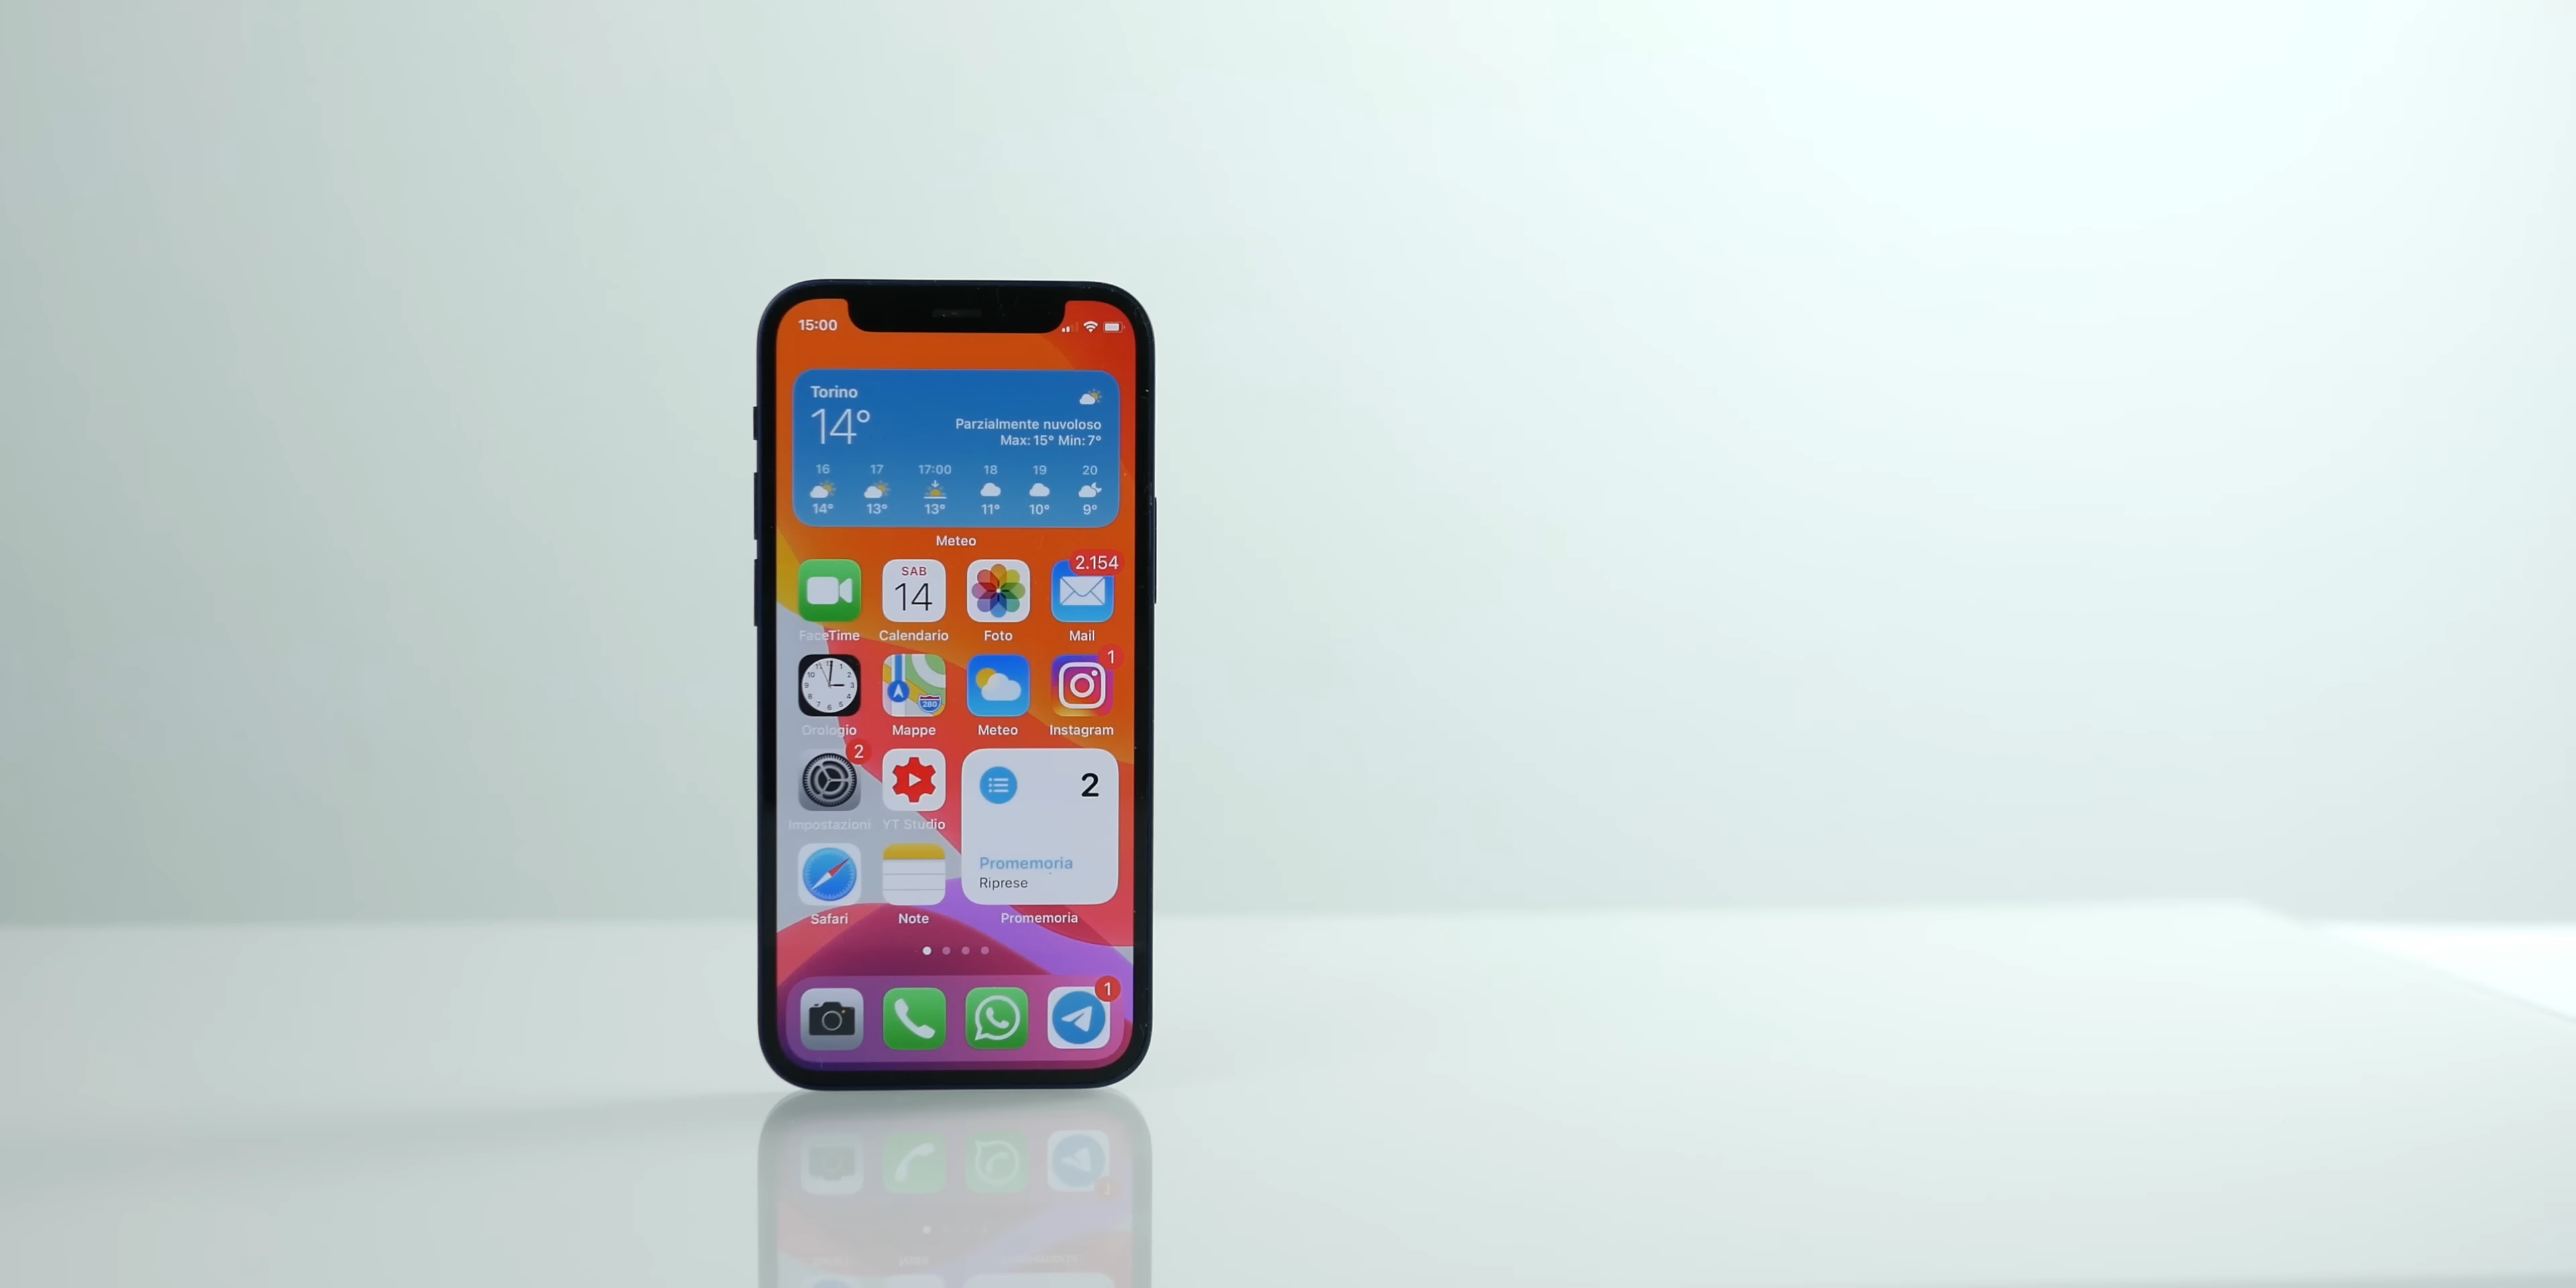 15:00
Torino
14°
Parzialmente nuvoloso
Max: 15° Min: 7°
16 17 17:00 18 19 20
14° 13° 13° 11° 10° 9°
Meteo
SAB
14
2.154
FaceTime Calendario Foto Mail
280
1
Orologio Mappe Meteo Instagram
2
2
Impostazioni YT Studio
Promemoria
Riprese
Safari Note Promemoria
1